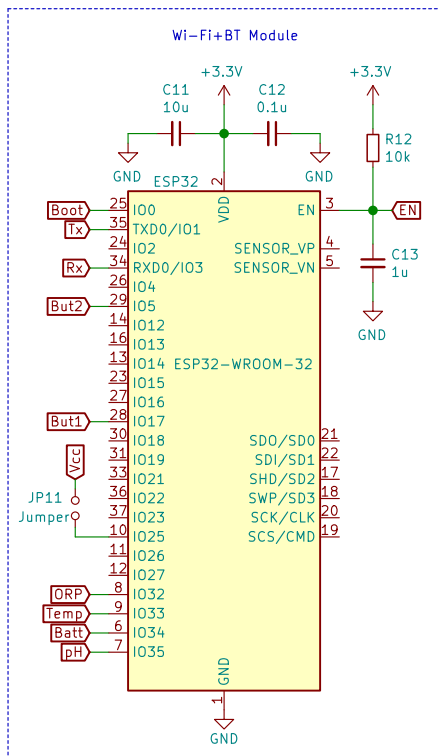 Wi-Fi+BT Module
+3.3V
+3.3V
C11
10u
C12
0.1u
R12
10k
GND
GND
ESP32
2
VDD
Boot
25
IO0
EN
3
EN
Tx
35
TXD0/IO1
24
IO2
SENSOR_VP
4
Rx
34
RXD0/IO3
SENSOR_VN
5
C13
1u
26
IO4
But2
29
IO5
14
IO12
GND
16
IO13
13
IO14
ESP32-WROOM-32
23
IO15
27
IO16
But1
28
IO17
30
IO18
SDO/SD0
21
31
IO19
SDI/SD1
22
Vcc
33
IO21
SHD/SD2
17
JP11
Jumper
36
IO22
SWP/SD3
18
37
IO23
SCK/CLK
20
10
IO25
SCS/CMD
19
11
IO26
12
IO27
ORP
8
IO32
Temp
9
IO33
Batt
6
IO34
pH
7
IO35
GND
1
GND